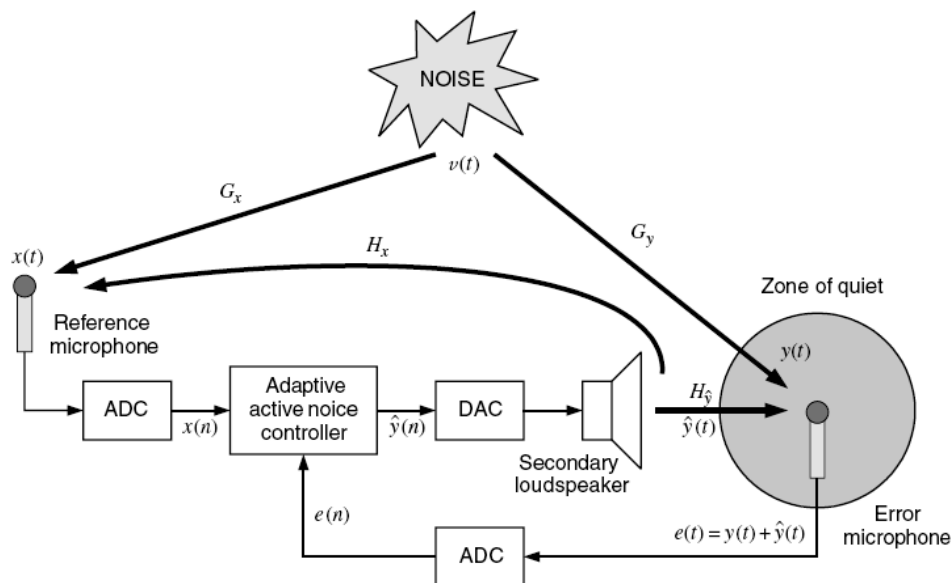 NOISE
v(t)
G_x
G_y
H_x
x(t)
Reference
microphone
Zone of quiet
y(t)
ADC
x(n)
Adaptive
active noice
controller
ŷ(n)
DAC
Secondary
loudspeaker
H_ŷ
ŷ(t)
e(n)
ADC
e(t) = y(t) + ŷ(t)
Error
microphone